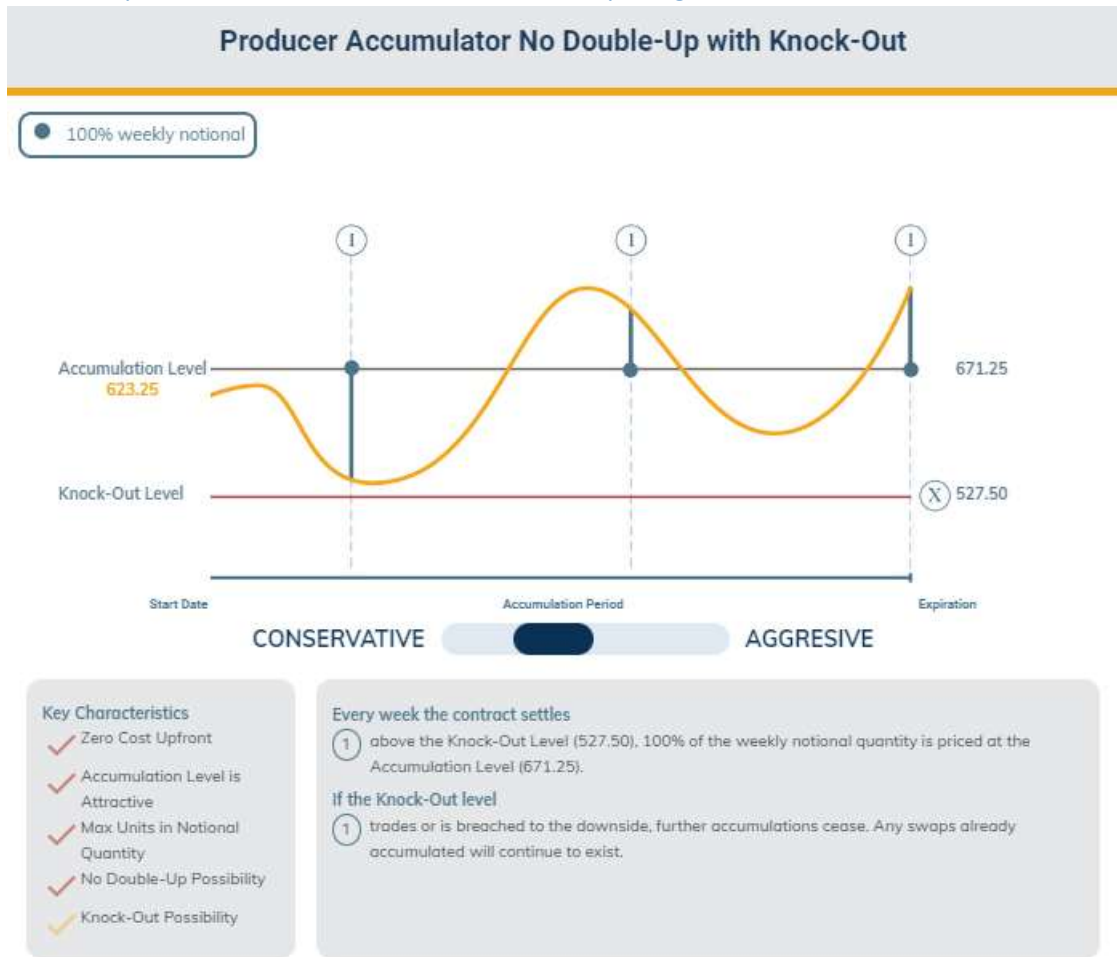 Producer Accumulator No Double-Up with Knock-Out
100% weekly notional
1 1 1
Accumulation Level 671.25
623.25
Knock-Out Level X 527.50
Start Date Accumulation Period Expiration
CONSERVATIVE AGGRESIVE
Key Characteristics
Zero Cost Upfront
Accumulation Level is
Attractive
Max Units in Notional
Quantity
No Double-Up Possibility
Knock-Out Possibility
Every week the contract settles
1 above the Knock-Out Level (527.50), 100% of the weekly notional quantity is priced at the
Accumulation Level (671.25).
If the Knock-Out level
1 trades or is breached to the downside, further accumulations cease. Any swaps already
accumulated will continue to exist.